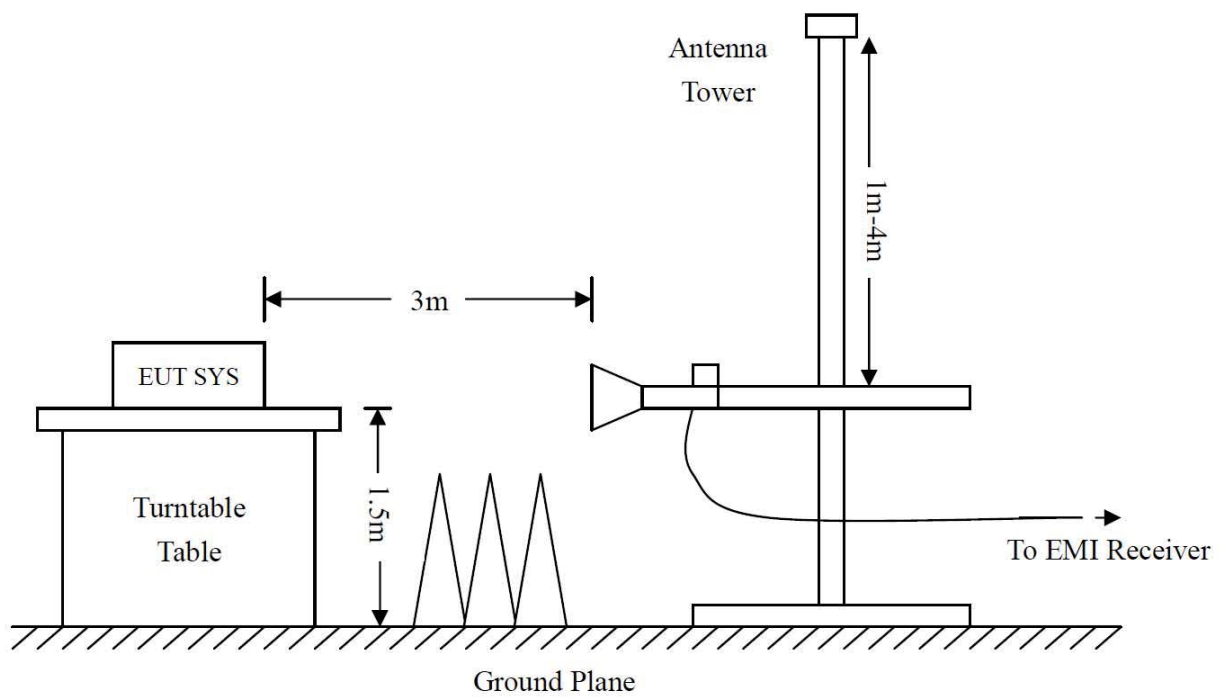 Antenna
Tower
1m-4m
3m
EUT SYS
1.5m
Turntable
Table
To EMI Receiver
Ground Plane